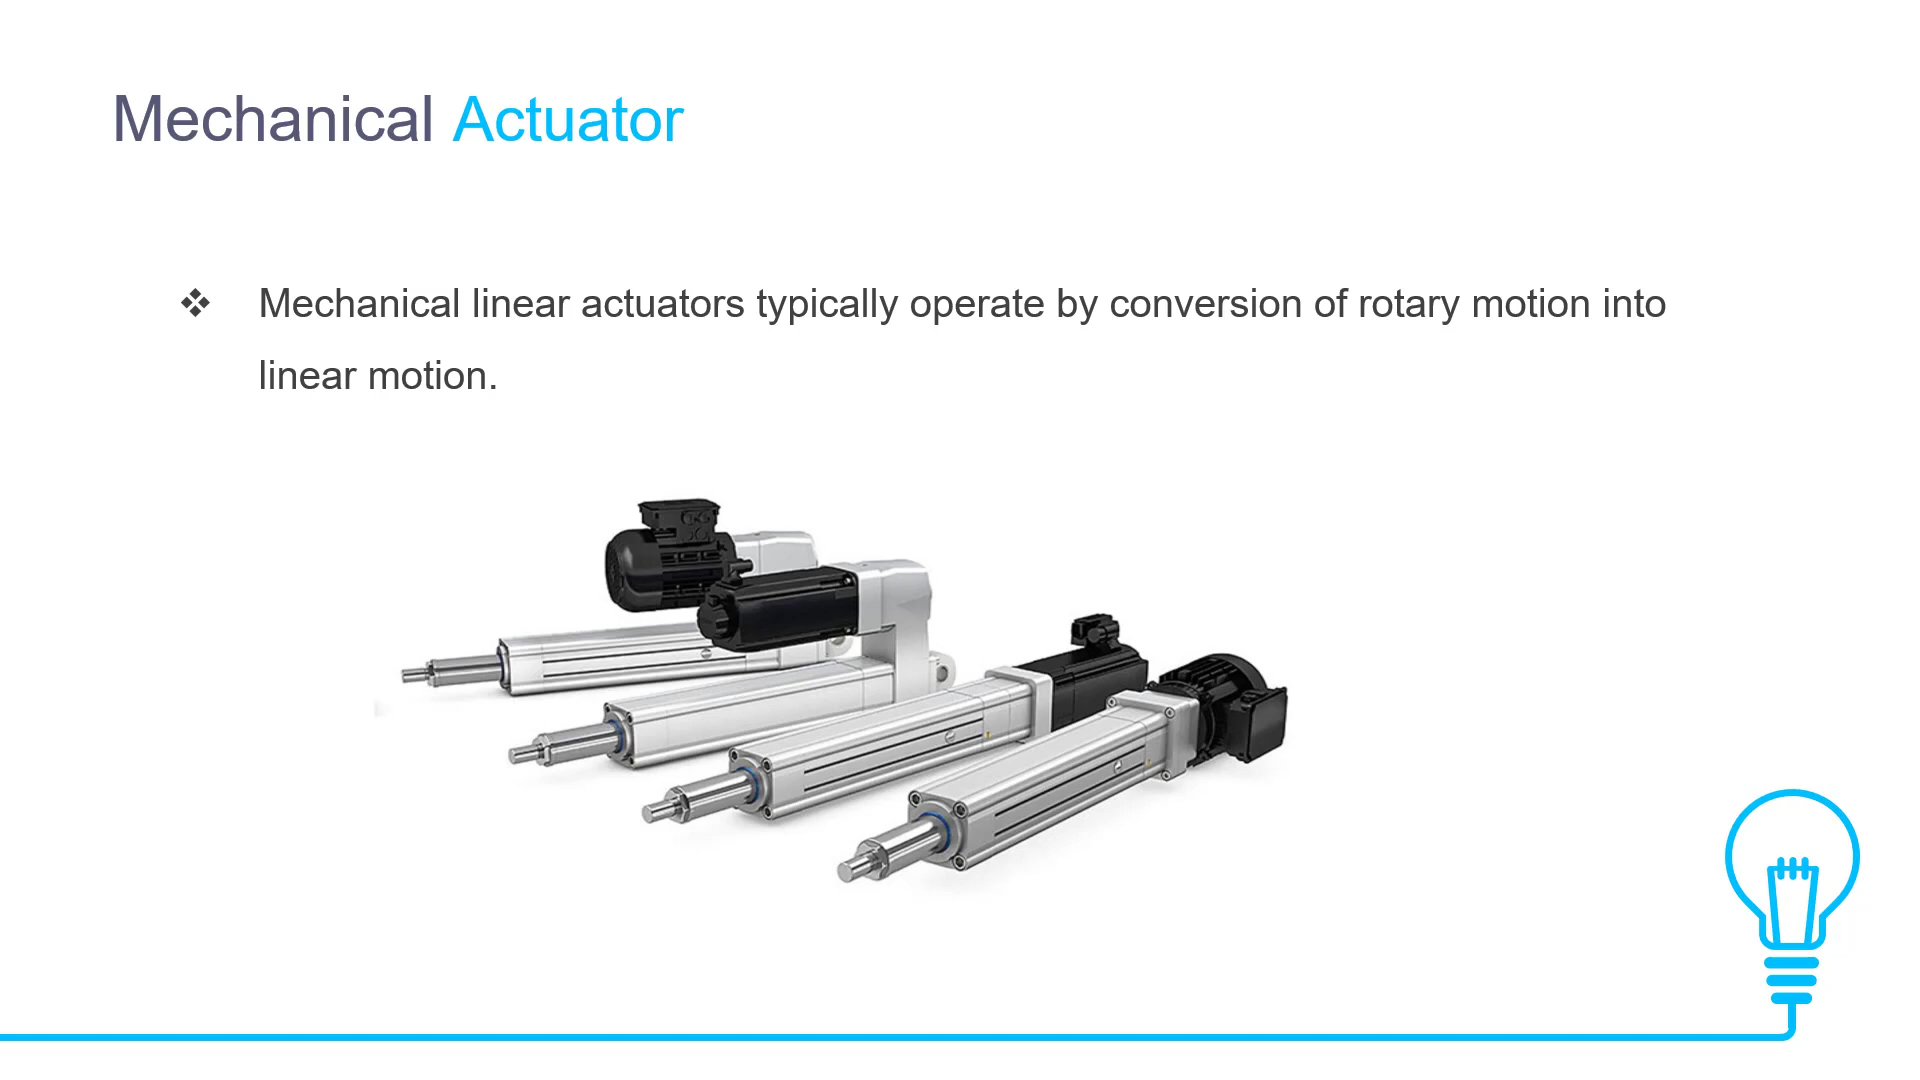 Mechanical Actuator
❖ Mechanical linear actuators typically operate by conversion of rotary motion into
linear motion.